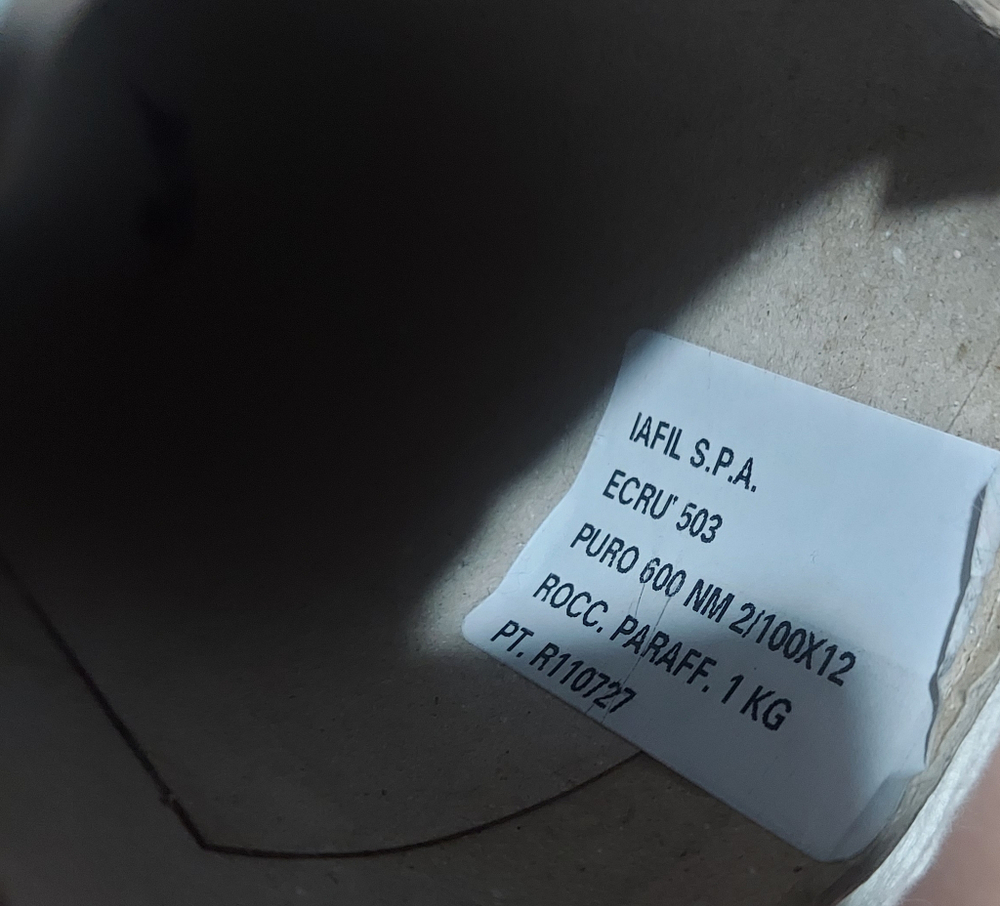 IAFIL S.P.A.
ECRU' 503
PURO 600 NM 2/100X12
ROCC. PARAFF. 1 KG
PT. R110727